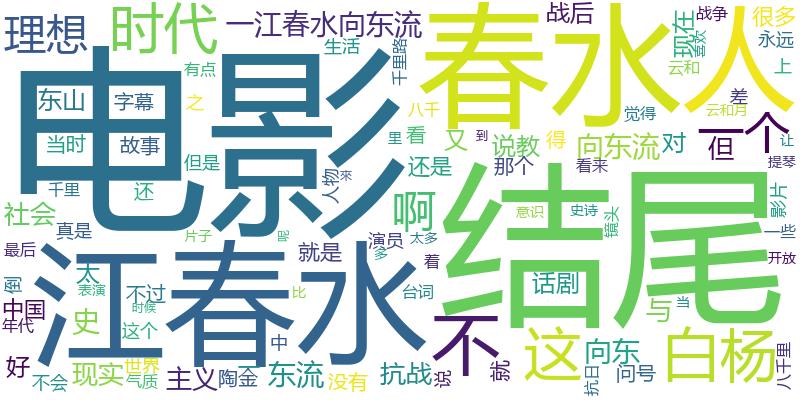 理想
时代
一江春水向东流
战后
战争
很多
现在
喜欢
永远
上
电影
春水
人
生活
千里路
有点
云和
差
东山
字幕
之
八千
云和月
觉得
一个
当时
故事
里
看
又
说教
得
到
向东流
对
但
让
千里
还
但是
人物
來
还是
那个
看来
提琴
社会
啊
结尾
意识
史诗
镜头
影片
真是
片子
呢
演员
太多
一些
最后
江春水
就是
多
着
开放
倒
太
表演
不过
比
台词
话剧
与
当
中国
时候
年代
史
这个
中
不
这
向东
白杨
好
世界
现实
不会
气质
主义
陶金
东流
没有
抗战
没
就
抗日
问号
八千里